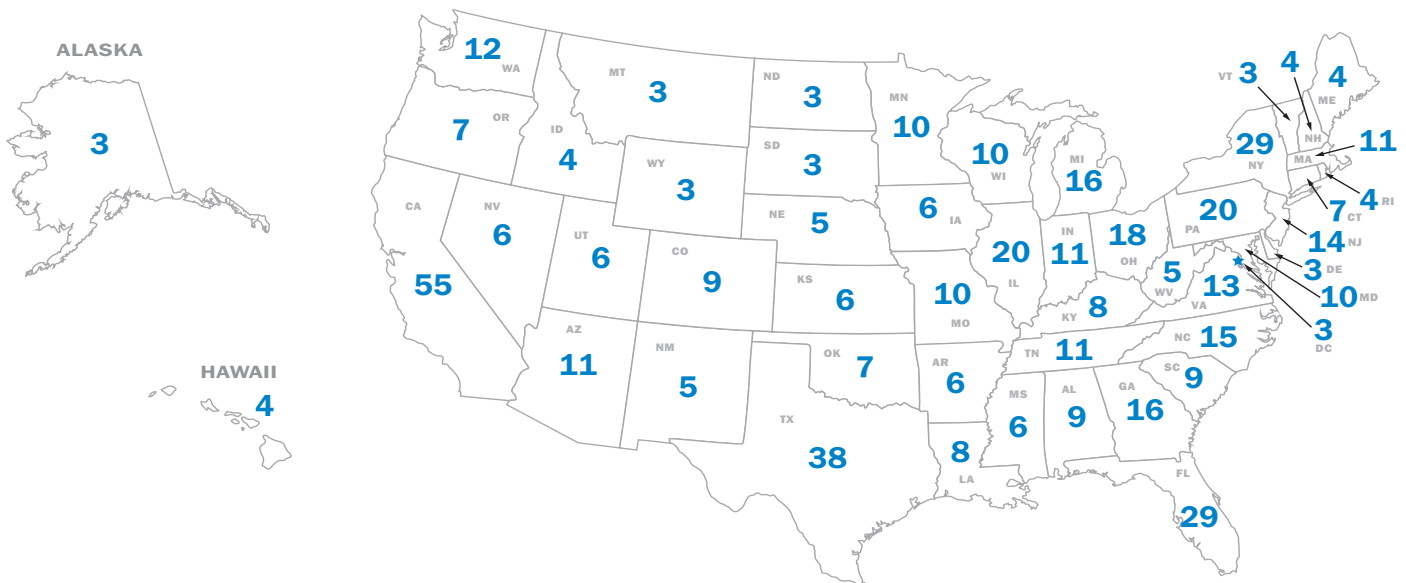 ALASKA
3
HAWAII
4
12
WA
OR
7
CA
55
NV
6
ID
4
MT
3
WY
3
UT
6
CO
9
AZ
11
NM
5
ND
3
SD
3
NE
5
KS
6
OK
7
TX
38
MN
10
6
IA
10
MO
AR
6
8
LA
10
WI
20
IL
MI
16
IN
11
18
OH
8
KY
TN
11
MS
6
AL
9
GA
16
FL
29
SC
9
NC
15
13
VA
5
WV
20
PA
29
NY
VT
3
4
NH
4
ME
11
MA
4
RI
7
CT
14
NJ
3
DE
10
MD
3
DC